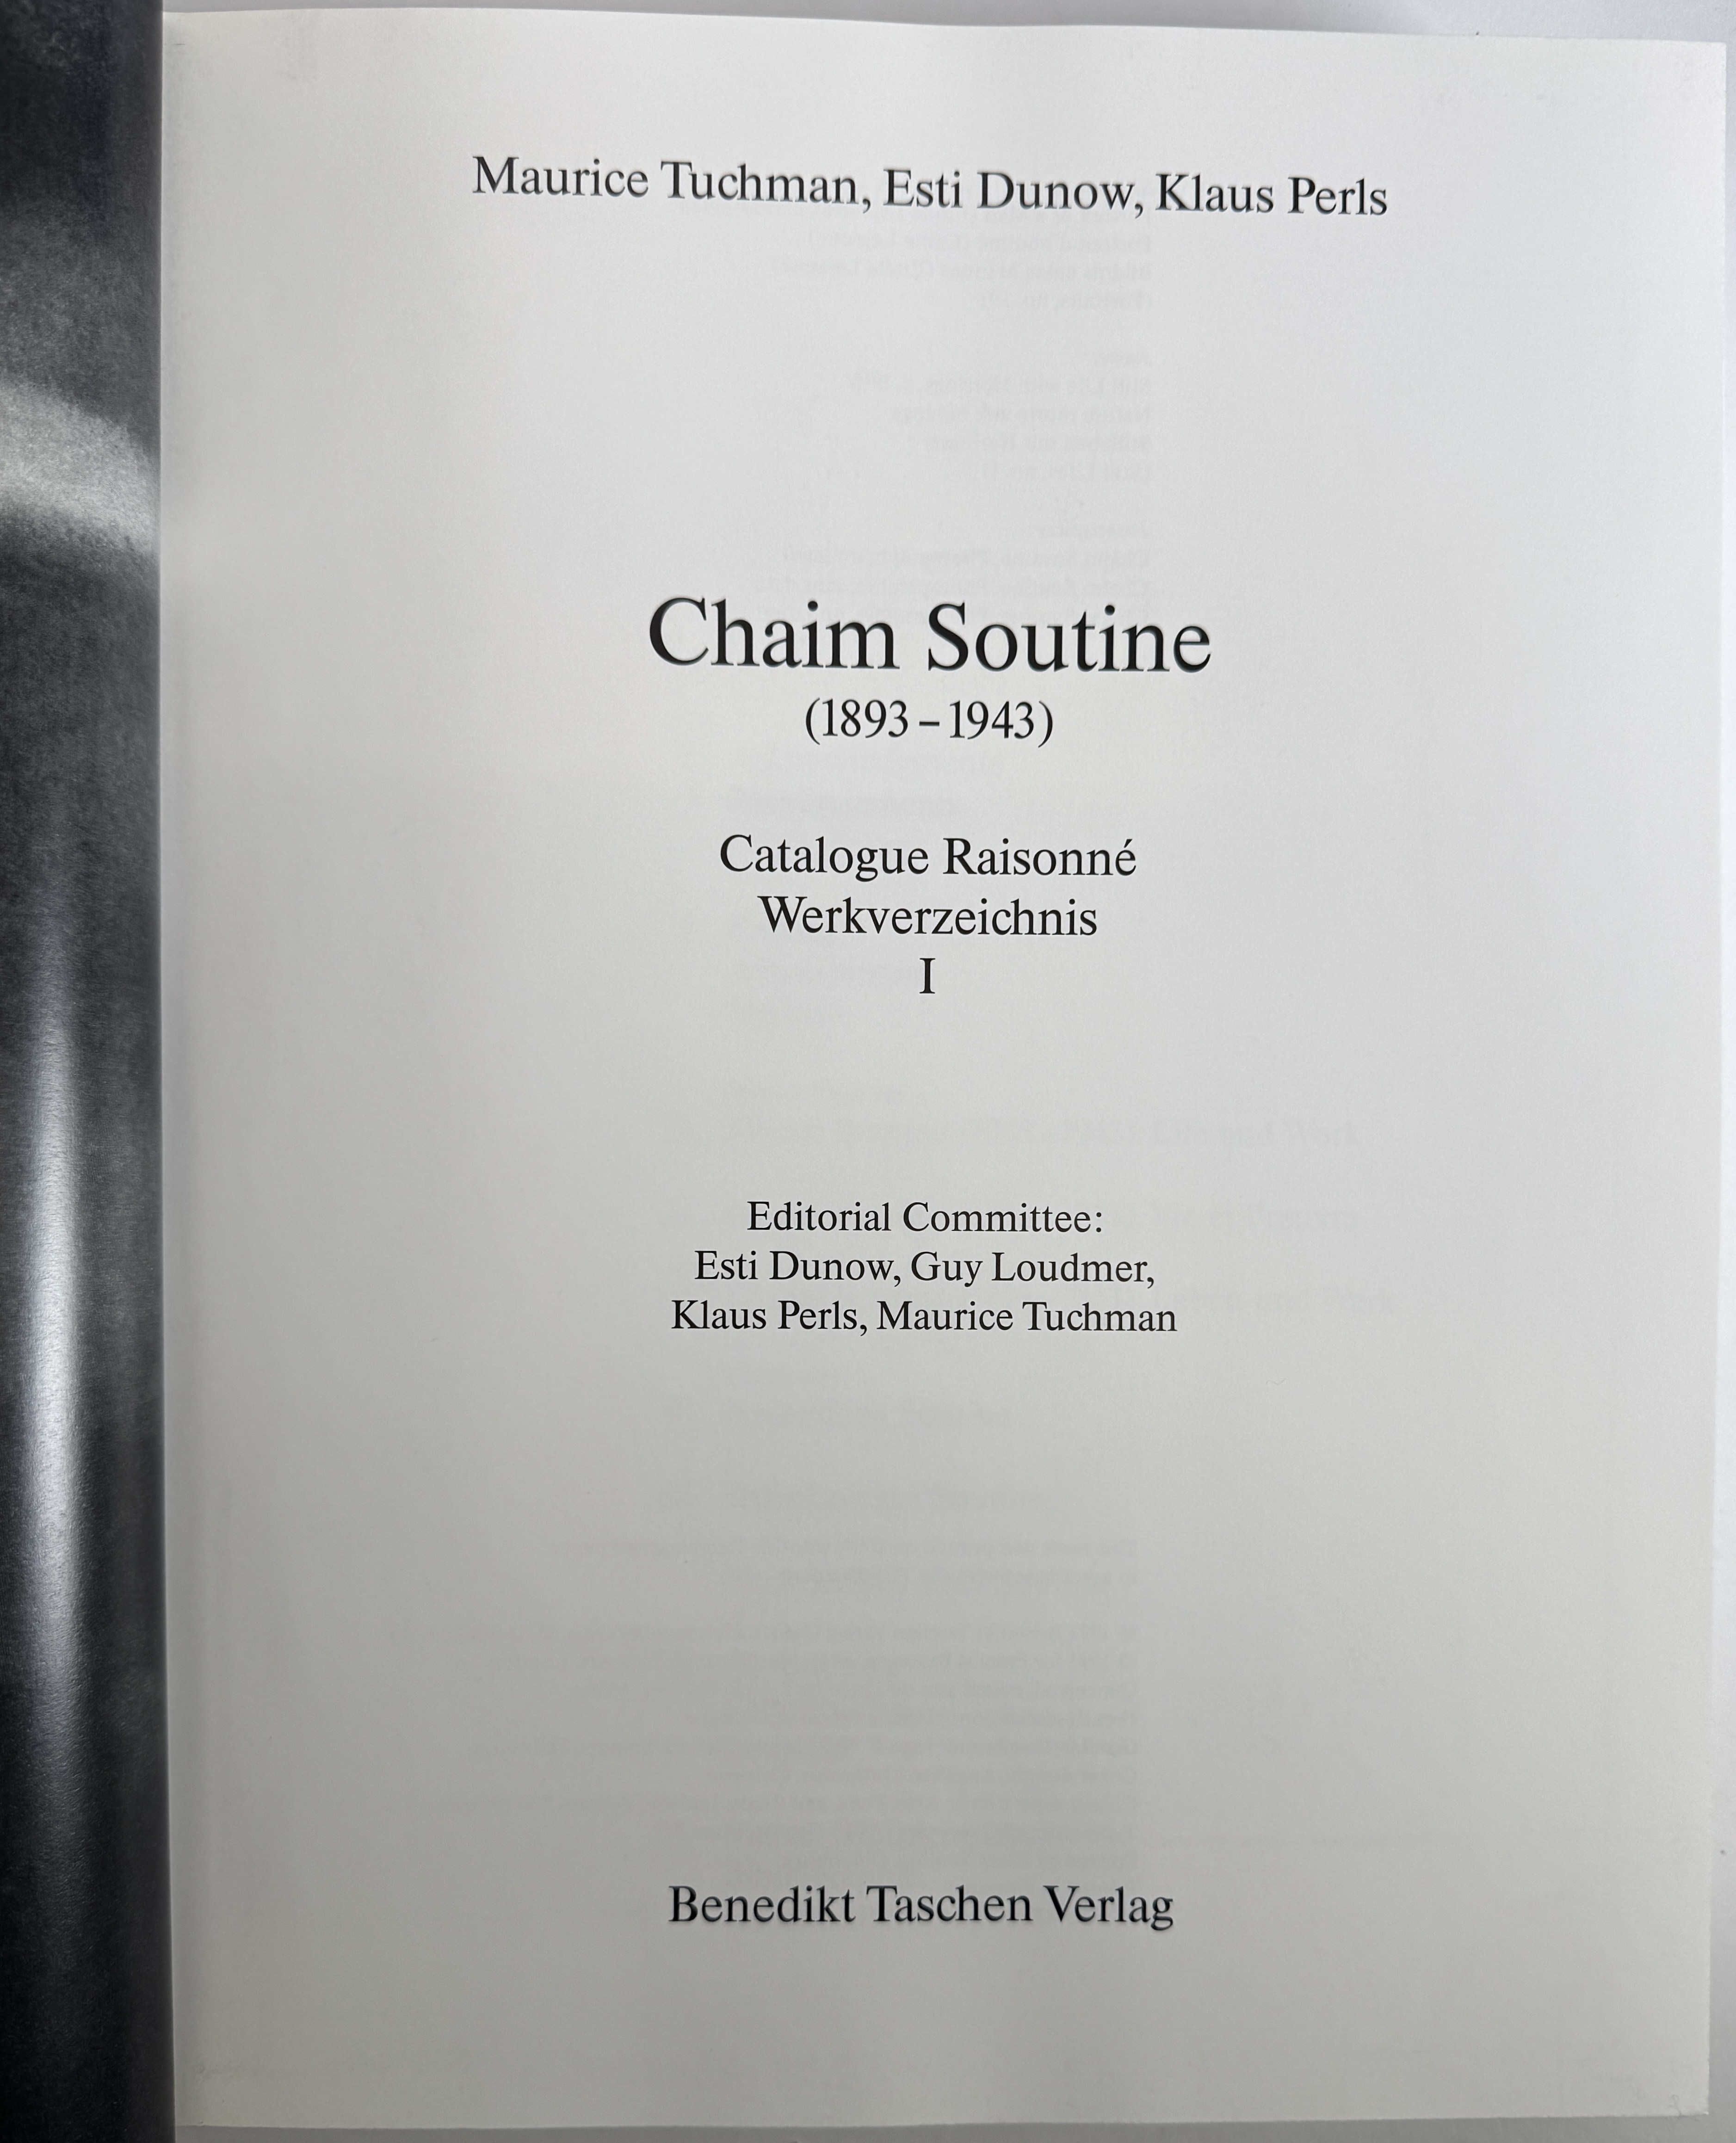 Maurice Tuchman, Esti Dunow, Klaus Perls
Chaim Soutine
(1893–1943)
Catalogue Raisonné
Werkverzeichnis
I
Editorial Committee:
Esti Dunow, Guy Loudmer,
Klaus Perls, Maurice Tuchman
Benedikt Taschen Verlag